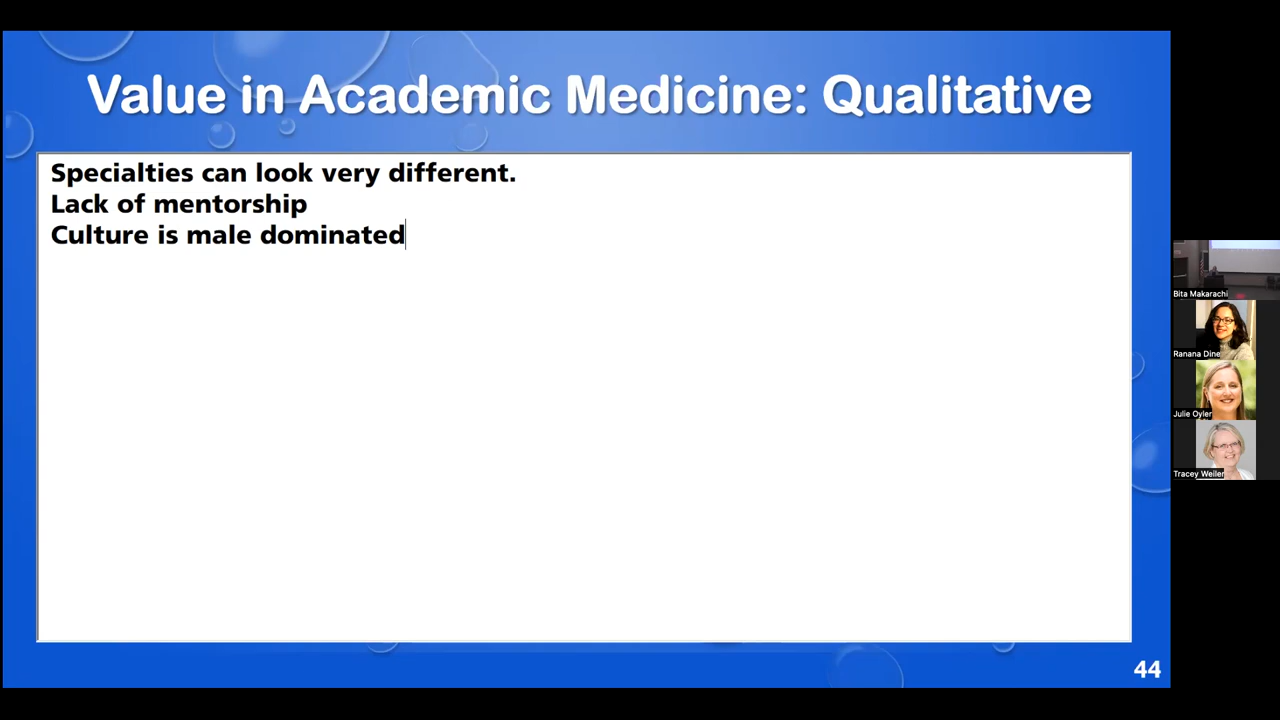 Value in Academic Medicine: Qualitative
Specialties can look very different.
Lack of mentorship
Culture is male dominated
44
Bita Makarachi
Ranana Dine
Julie Oyler
Tracey Weiler